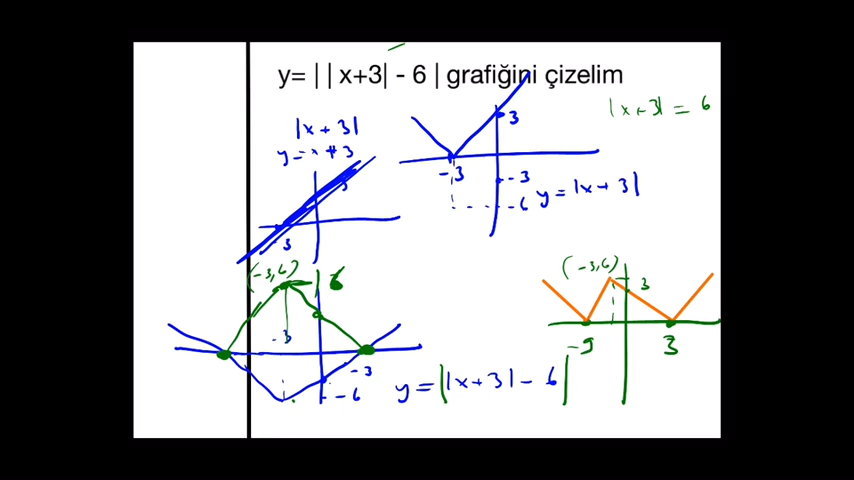 y= | | x+3| - 6 | grafiğini çizelim
|x+3| = 6
|x + 3|
y = x + 3
3
3
3
-3
-3
-6
y = |x + 3|
(-3,6)
6
-3
-3
-6
y = ||x+3| - 6|
(-3,6)
3
-9
3